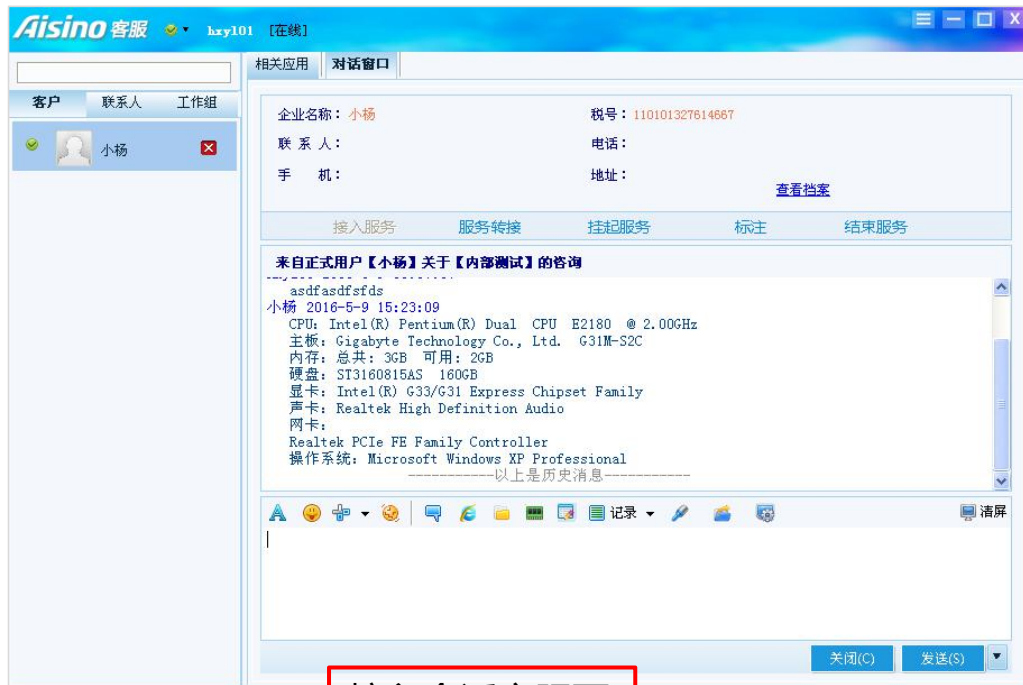 Aisino 客服 hxyl01 [在线]
相关应用 对话窗口
客户 联系人 工作组
小杨
企业名称：小杨 税号：110101327614667
联 系 人： 电话：
手 机： 地址：
查看档案
接入服务 服务转接 挂起服务 标注 结束服务
来自正式用户【小杨】关于【内部测试】的咨询
asdfasdfsfds
小杨 2016-5-9 15:23:09
CPU: Intel(R) Pentium(R) Dual CPU E2180 @ 2.00GHz
主板: Gigabyte Technology Co., Ltd. G31M-S2C
内存: 总共: 3GB 可用: 2GB
硬盘: ST3160815AS 160GB
显卡: Intel(R) G33/G31 Express Chipset Family
声卡: Realtek High Definition Audio
网卡:
Realtek PCIe FE Family Controller
操作系统: Microsoft Windows XP Professional
-----------以上是历史消息-----------
记录 清屏
关闭(C) 发送(S)